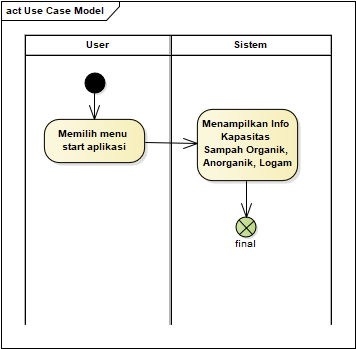 act Use Case Model
User
Sistem
Memilih menu
start aplikasi
Menampilkan Info
Kapasitas
Sampah Organik,
Anorganik, Logam
final